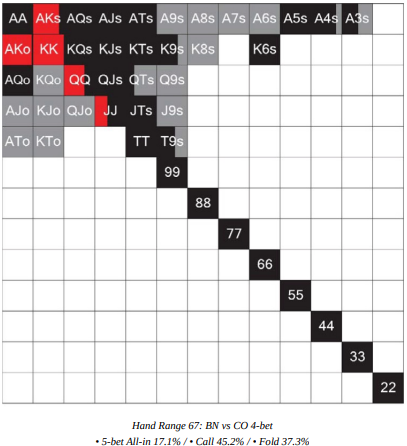 AA AKs AQs AJs ATs A9s A8s A7s A6s A5s A4s A3s
AKo KK KQs KJs KTs K9s K8s K6s
AQo KQo QQ QJs QTs Q9s
AJo KJo QJo JJ JTs J9s
ATo KTo TT T9s
99
88
77
66
55
44
33
22
Hand Range 67: BN vs CO 4-bet
• 5-bet All-in 17.1% / • Call 45.2% / • Fold 37.3%